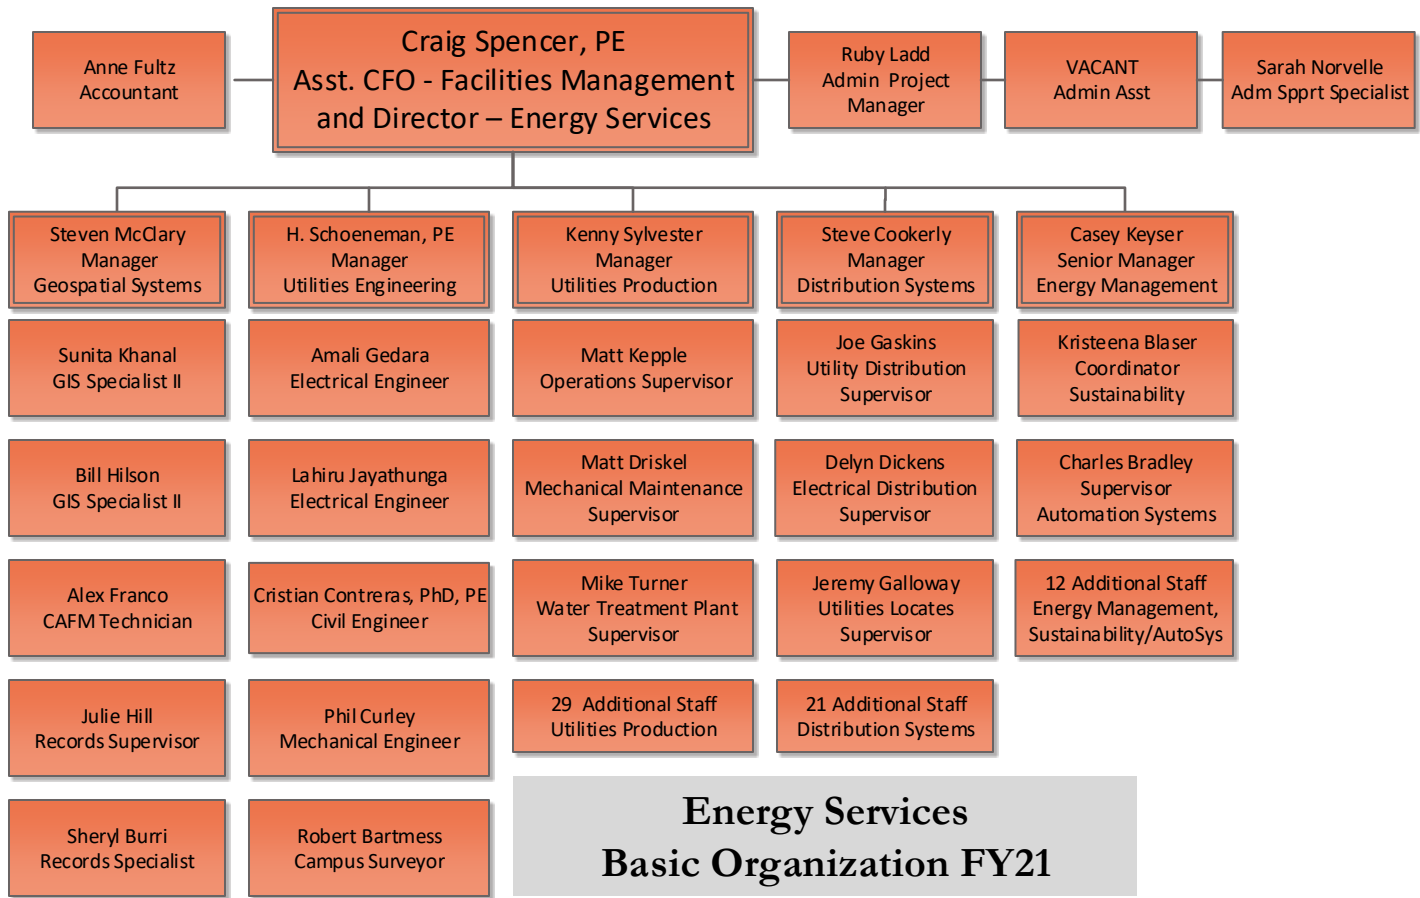 Anne Fultz
Accountant
Craig Spencer, PE
Asst. CFO - Facilities Management
and Director – Energy Services
Ruby Ladd
Admin Project
Manager
VACANT
Admin Asst
Sarah Norvelle
Adm Spprt Specialist
Steven McClary
Manager
Geospatial Systems
H. Schoeneman, PE
Manager
Utilities Engineering
Kenny Sylvester
Manager
Utilities Production
Steve Cookerly
Manager
Distribution Systems
Casey Keyser
Senior Manager
Energy Management
Sunita Khanal
GIS Specialist II
Amali Gedara
Electrical Engineer
Matt Kepple
Operations Supervisor
Joe Gaskins
Utility Distribution
Supervisor
Kristeena Blaser
Coordinator
Sustainability
Bill Hilson
GIS Specialist II
Lahiru Jayathunga
Electrical Engineer
Matt Driskel
Mechanical Maintenance
Supervisor
Delyn Dickens
Electrical Distribution
Supervisor
Charles Bradley
Supervisor
Automation Systems
Alex Franco
CAFM Technician
Cristian Contreras, PhD, PE
Civil Engineer
Mike Turner
Water Treatment Plant
Supervisor
Jeremy Galloway
Utilities Locates
Supervisor
12 Additional Staff
Energy Management,
Sustainability/AutoSys
Julie Hill
Records Supervisor
Phil Curley
Mechanical Engineer
29 Additional Staff
Utilities Production
21 Additional Staff
Distribution Systems
Sheryl Burri
Records Specialist
Robert Bartmess
Campus Surveyor
Energy Services
Basic Organization FY21